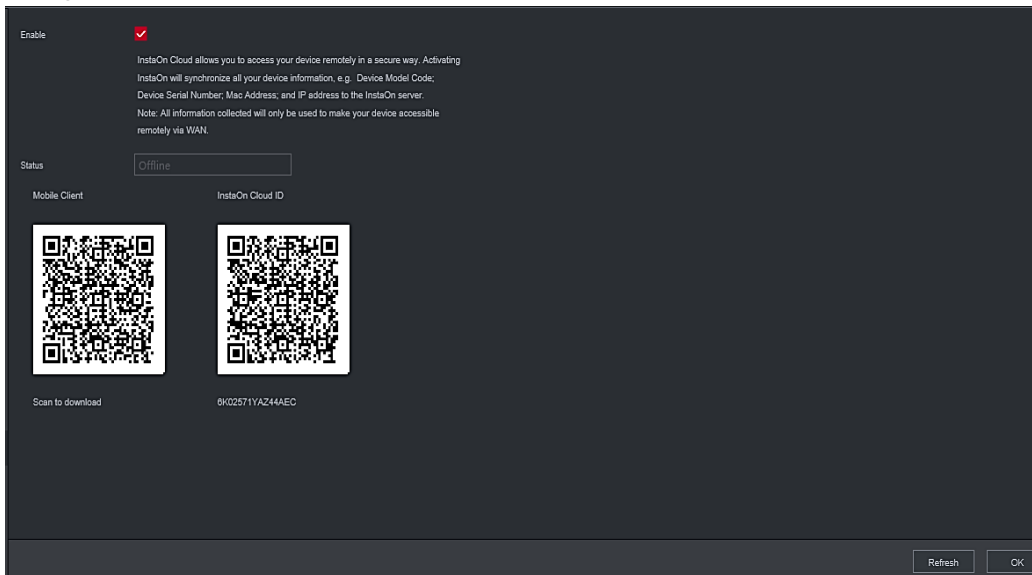 Enable
InstaOn Cloud allows you to access your device remotely in a secure way. Activating
InstaOn will synchronize all your device information, e.g. Device Model Code;
Device Serial Number; Mac Address; and IP address to the InstaOn server.
Note: All information collected will only be used to make your device accessible
remotely via WAN.
Status
Offline
Mobile Client
InstaOn Cloud ID
Scan to download
6K02571YAZ44AEC
Refresh
OK